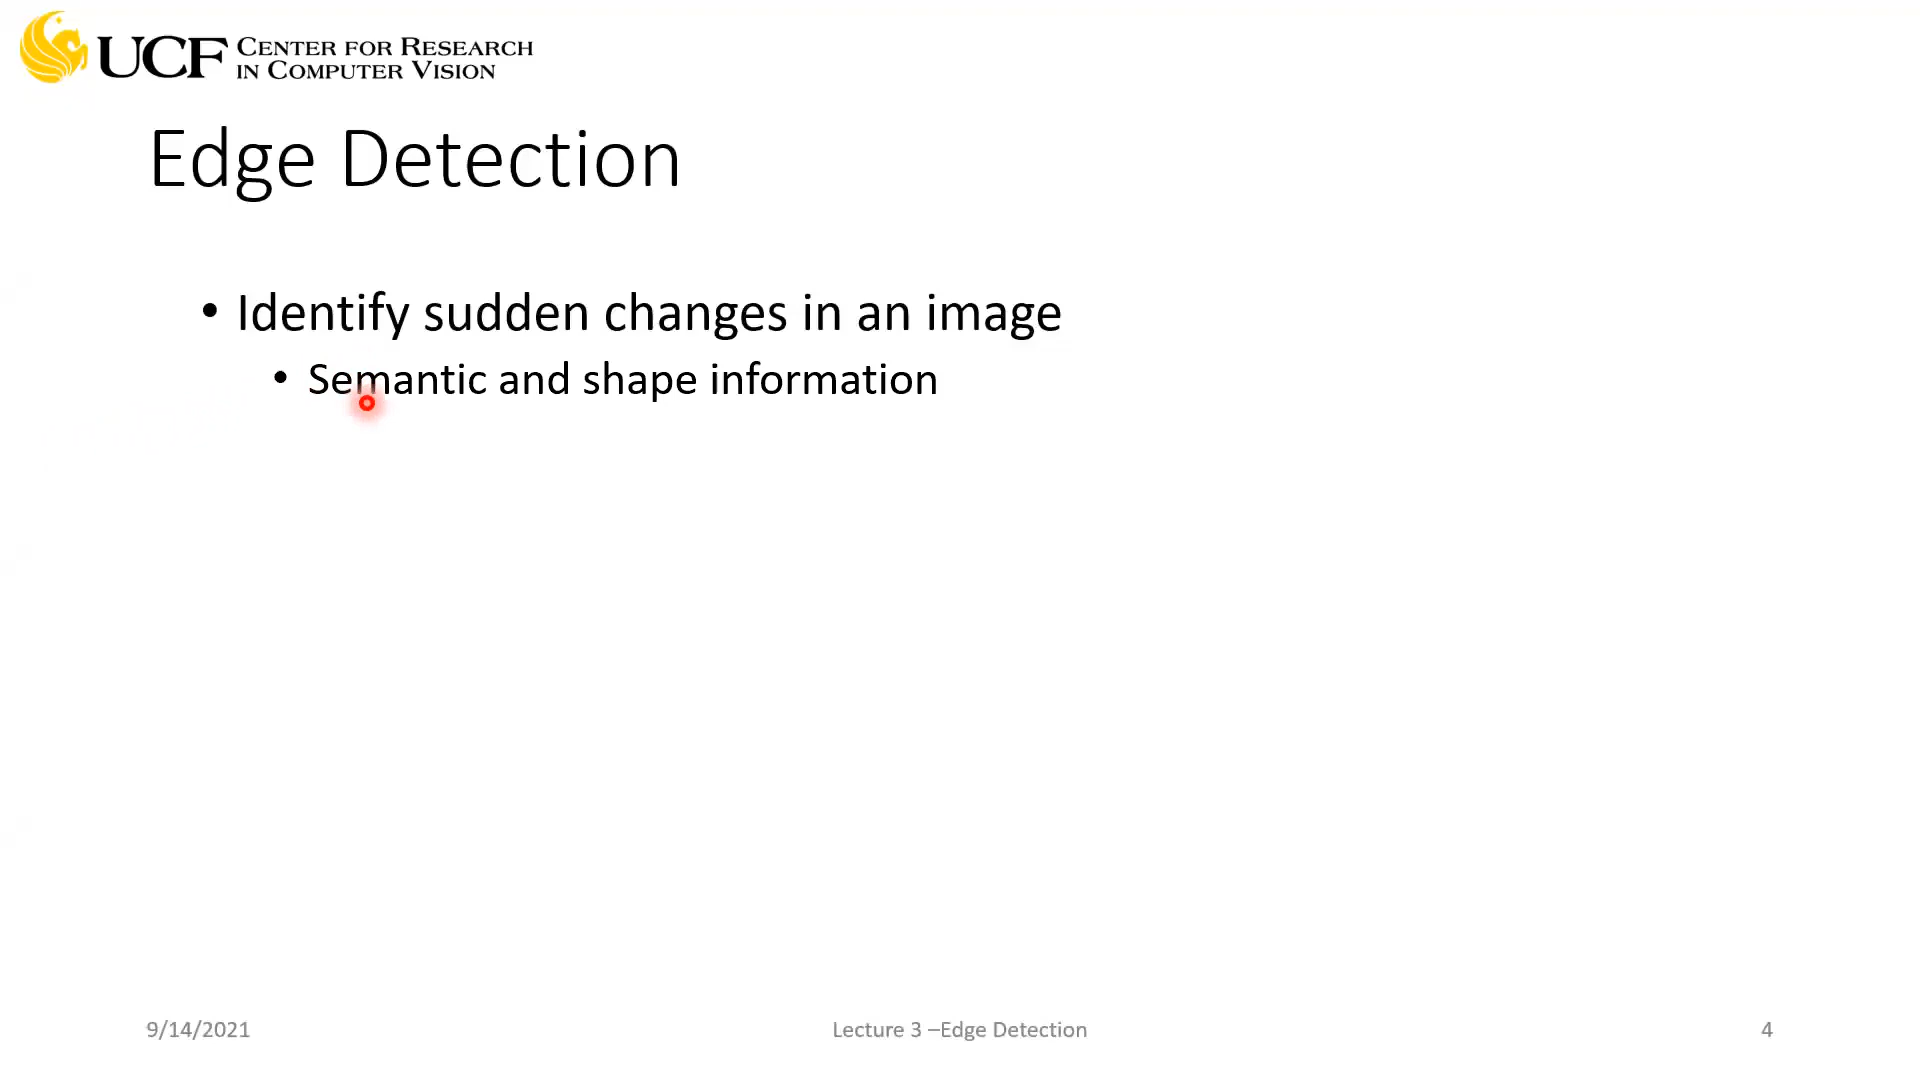 UCF CENTER FOR RESEARCH
IN COMPUTER VISION
Edge Detection
• Identify sudden changes in an image
• Semantic and shape information
9/14/2021
Lecture 3 –Edge Detection
4